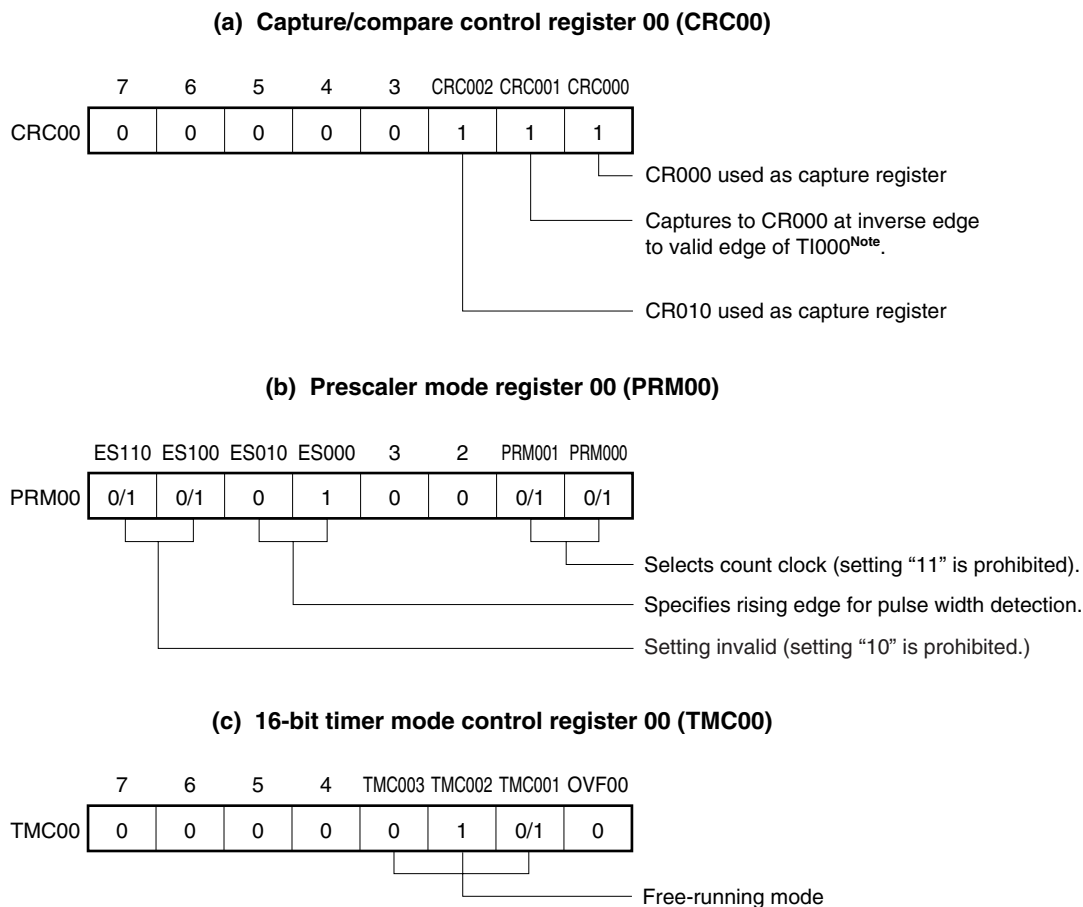 (a) Capture/compare control register 00 (CRC00)
7 6 5 4 3 CRC002 CRC001 CRC000
CRC00 0 0 0 0 0 1 1 1
CR000 used as capture register
Captures to CR000 at inverse edge
to valid edge of TI000Note.
CR010 used as capture register
(b) Prescaler mode register 00 (PRM00)
ES110 ES100 ES010 ES000 3 2 PRM001 PRM000
PRM00 0/1 0/1 0 1 0 0 0/1 0/1
Selects count clock (setting “11” is prohibited).
Specifies rising edge for pulse width detection.
Setting invalid (setting “10” is prohibited.)
(c) 16-bit timer mode control register 00 (TMC00)
7 6 5 4 TMC003 TMC002 TMC001 OVF00
TMC00 0 0 0 0 0 1 0/1 0
Free-running mode